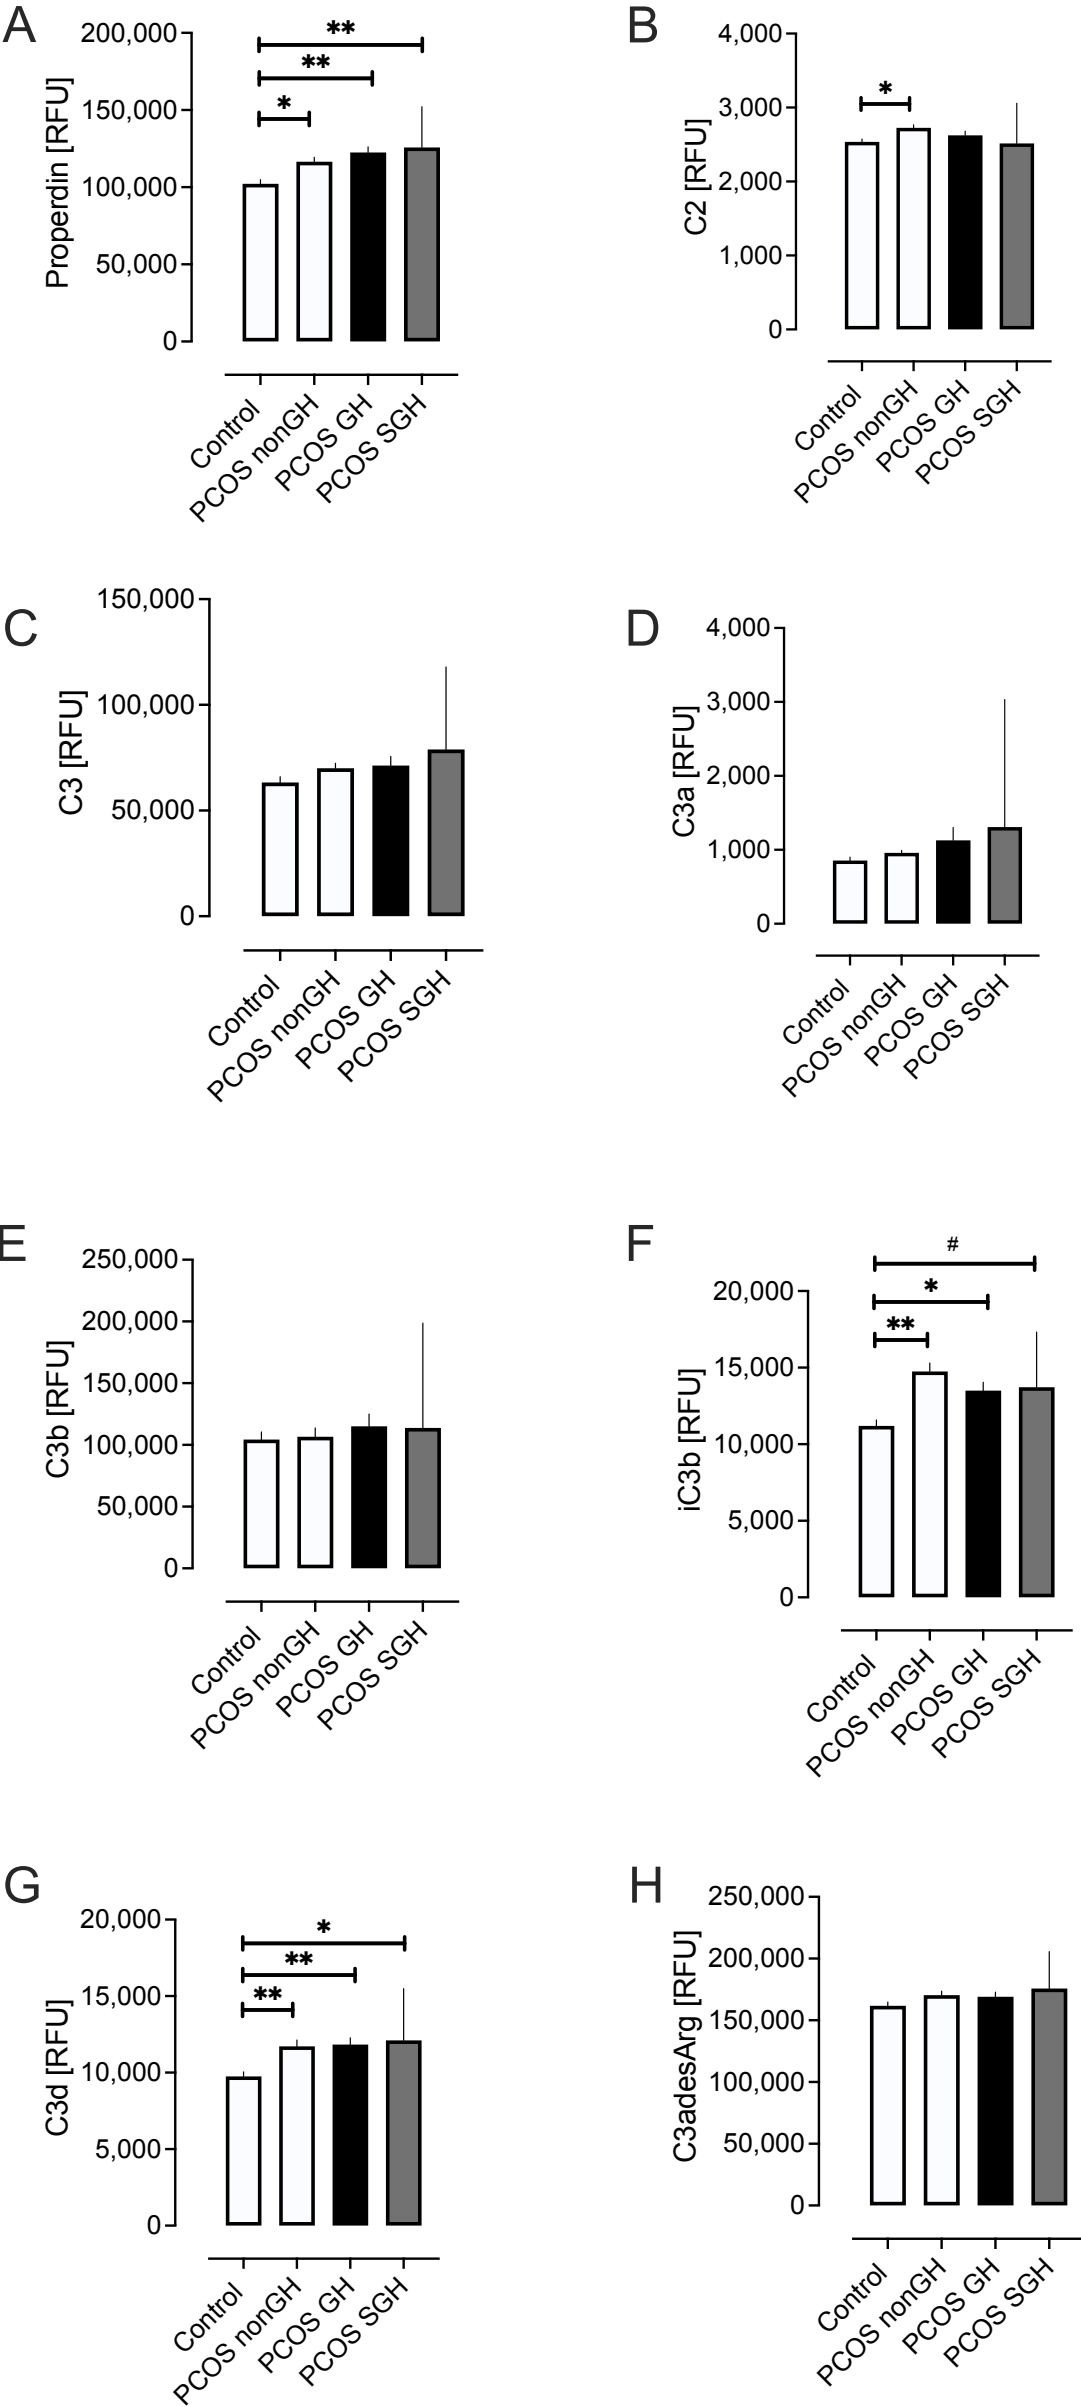 A
Properdin [RFU]
200,000
150,000
100,000
50,000
0
**
**
*
Control
PCOS nonGH
PCOS GH
PCOS SGH
B
C2 [RFU]
4,000
3,000
2,000
1,000
0
*
Control
PCOS nonGH
PCOS GH
PCOS SGH
C
C3 [RFU]
150,000
100,000
50,000
0
Control
PCOS nonGH
PCOS GH
PCOS SGH
D
C3a [RFU]
4,000
3,000
2,000
1,000
0
Control
PCOS nonGH
PCOS GH
PCOS SGH
E
C3b [RFU]
250,000
200,000
150,000
100,000
50,000
0
Control
PCOS nonGH
PCOS GH
PCOS SGH
F
iC3b [RFU]
20,000
15,000
10,000
5,000
0
#
*
**
Control
PCOS nonGH
PCOS GH
PCOS SGH
G
C3d [RFU]
20,000
15,000
10,000
5,000
0
*
**
**
Control
PCOS nonGH
PCOS GH
PCOS SGH
H
C3adesArg [RFU]
250,000
200,000
150,000
100,000
50,000
0
Control
PCOS nonGH
PCOS GH
PCOS SGH